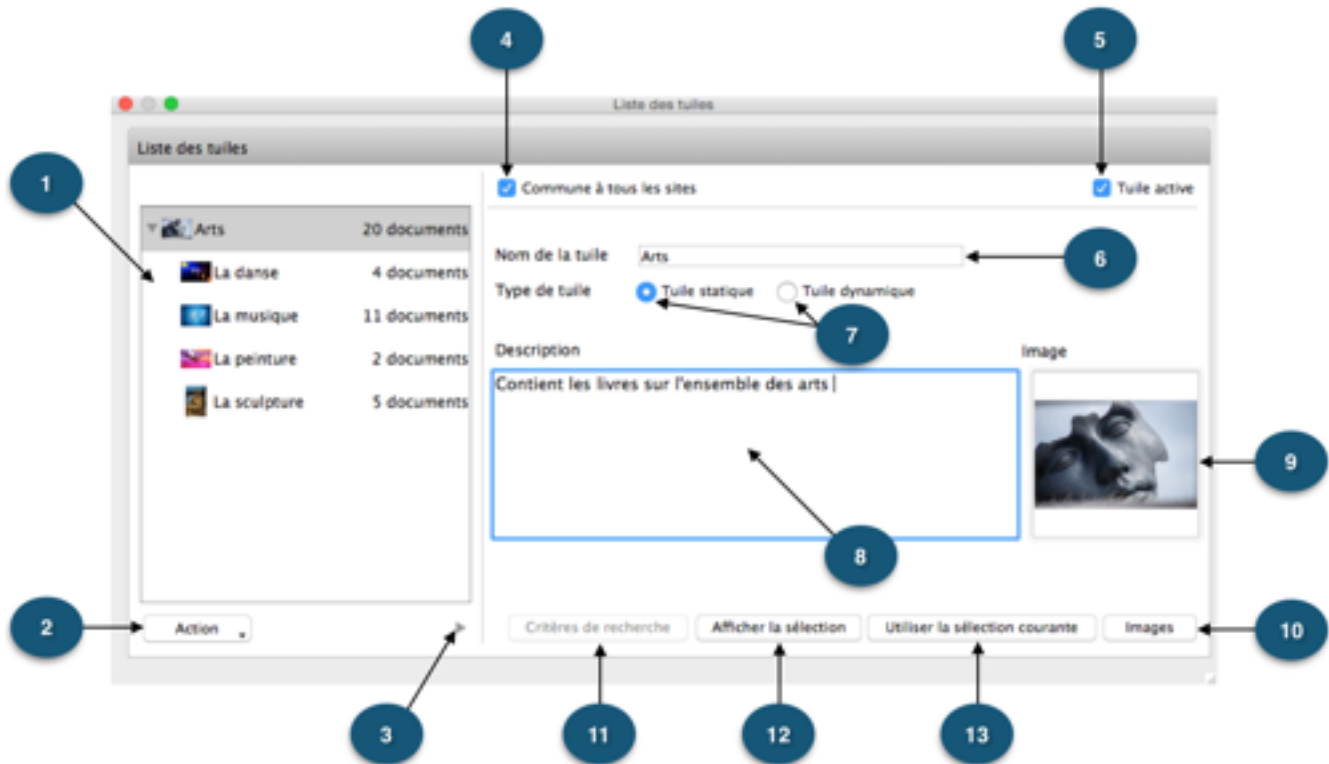 4
5
Liste des tuiles
Liste des tuiles
1
Commune à tous les sites
Tuile active
Arts
20 documents
Nom de la tuile
Arts
6
La danse
4 documents
Type de tuile
Tuile statique
Tuile dynamique
La musique
11 documents
7
La peinture
2 documents
Description
Image
Contient les livres sur l'ensemble des arts
La sculpture
5 documents
9
8
2
Action
Critères de recherche
Afficher la sélection
Utiliser la sélection courante
Images
10
3
11
12
13